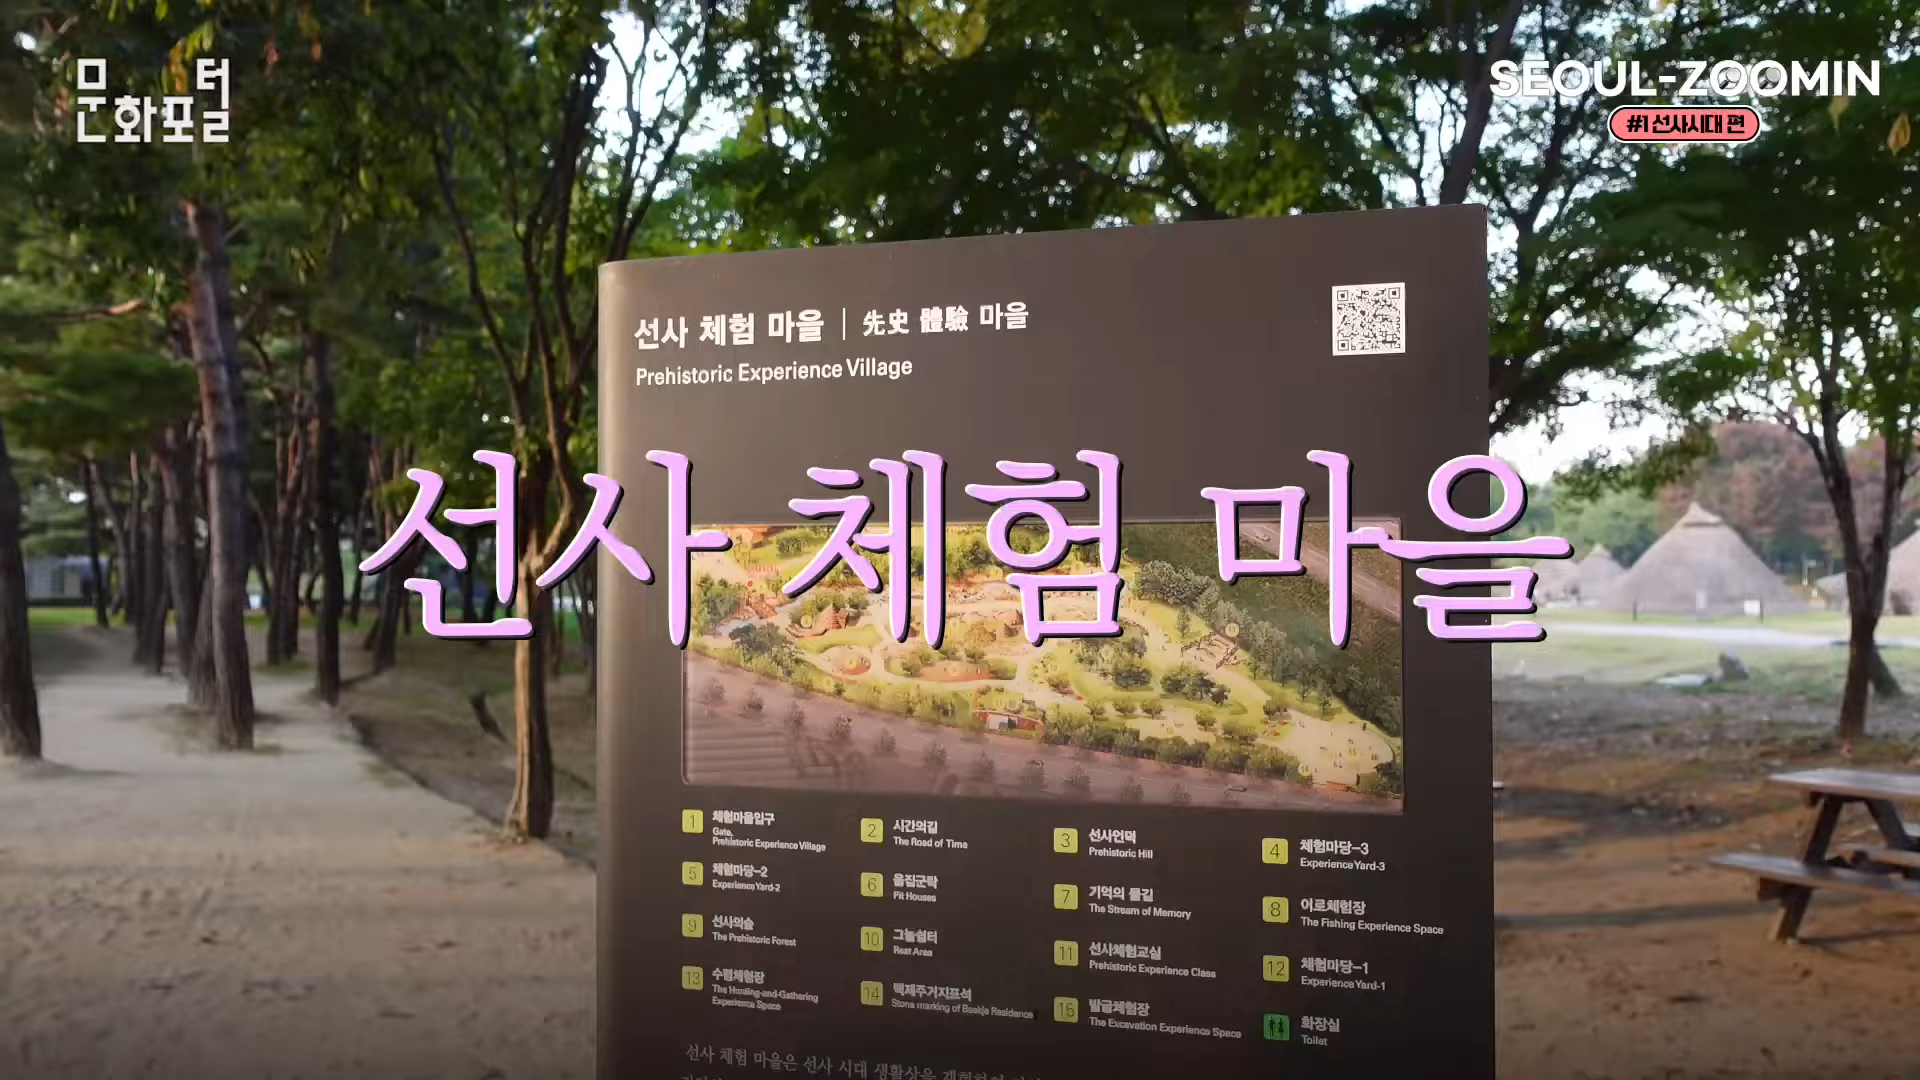 문화포털
SEOUL-ZOOMIN
#1 선사시대 편
선사 체험 마을 | 先史 體驗 마을
Prehistoric Experience Village
선사 체험 마을
1 체험마을입구
Gate,
Prehistoric Experience Village
2 시간의길
The Road of Time
3 선사언덕
Prehistoric Hill
4 체험마당-3
Experience Yard-3
5 체험마당-2
Experience Yard-2
6 움집군락
Pit Houses
7 기억의 물길
The Stream of Memory
8 어로체험장
The Fishing Experience Space
9 선사의숲
The Prehistoric Forest
10 그늘쉼터
Rest Area
11 선사체험교실
Prehistoric Experience Class
12 체험마당-1
Experience Yard-1
13 수렵체험장
The Hunting-and-Gathering
Experience Space
14 백제주거지표석
Stone marking of Baekje Residence
15 발굴체험장
The Excavation Experience Space
화장실
Toilet
선사 체험 마을은 선사 시대 생활상을